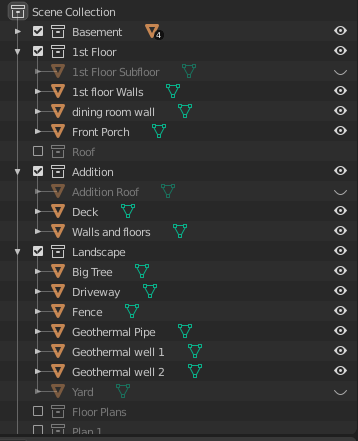 Scene Collection
Basement 4
1st Floor
1st Floor Subfloor
1st floor Walls
dining room wall
Front Porch
Roof
Addition
Addition Roof
Deck
Walls and floors
Landscape
Big Tree
Driveway
Fence
Geothermal Pipe
Geothermal well 1
Geothermal well 2
Yard
Floor Plans
Plan 1